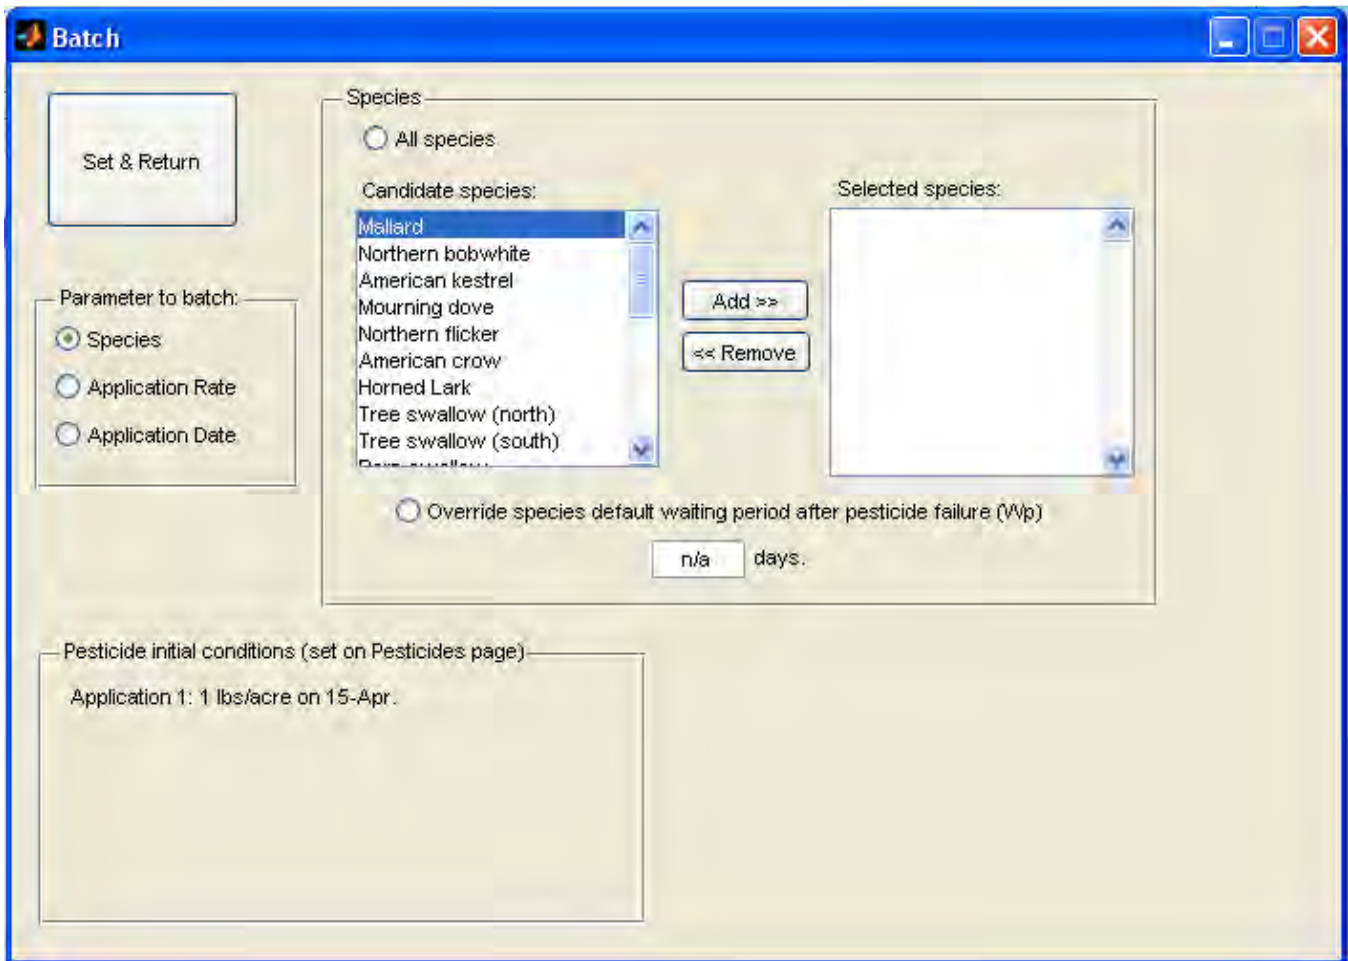 Batch
Set & Return
Parameter to batch:
Species
Application Rate
Application Date
Species
All species
Candidate species:
Mallard
Northern bobwhite
American kestrel
Mourning dove
Northern flicker
American crow
Horned Lark
Tree swallow (north)
Tree swallow (south)
Add >>
<< Remove
Selected species:
Override species default waiting period after pesticide failure (Wp)
n/a days.
Pesticide initial conditions (set on Pesticides page)
Application 1: 1 lbs/acre on 15-Apr.